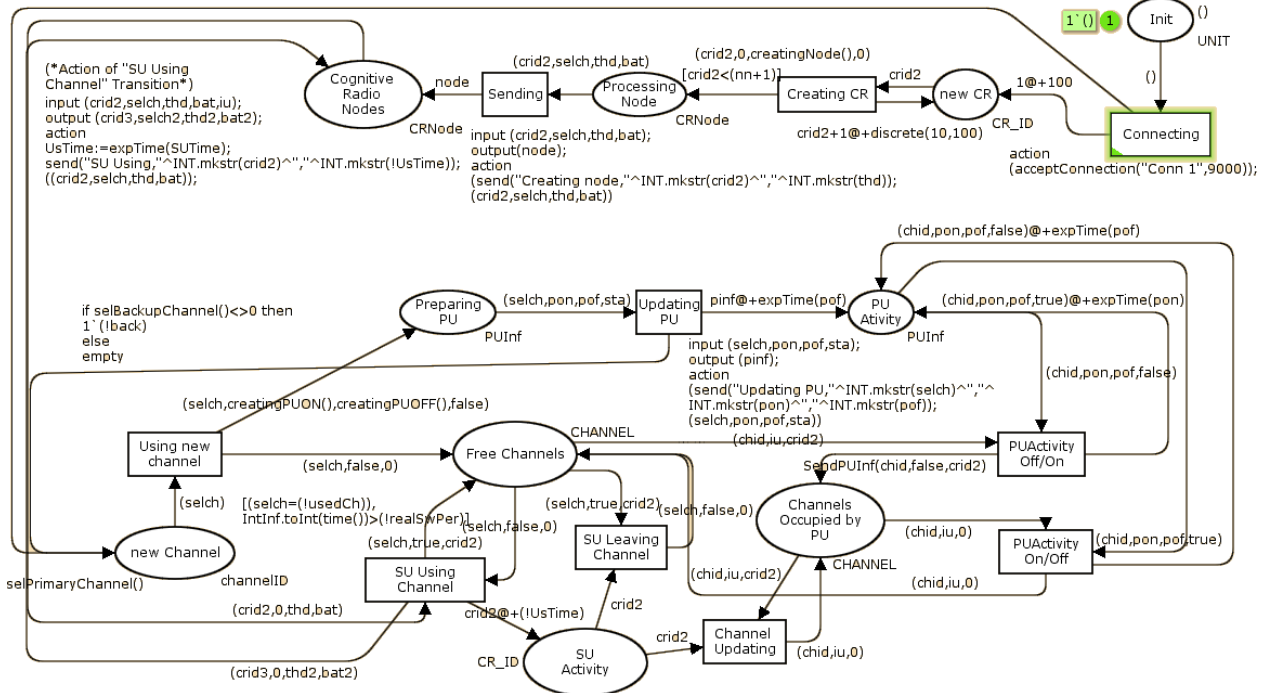 1`()
1
Init
()
UNIT
()
(*Action of "SU Using
Channel" Transition*)
input (crid2,selch,thd,bat,iu);
output (crid3,selch2,thd2,bat2);
action
UsTime:=expTime(SUTime);
send("SU Using,"^INT.mkstr(crid2)^","^INT.mkstr(!UsTime));
((crid2,selch,thd,bat));
Cognitive
Radio
Nodes
CRNode
node
(crid2,selch,thd,bat)
Sending
input (crid2,selch,thd,bat);
output(node);
action
(send("Creating node,"^INT.mkstr(crid2)^","^INT.mkstr(thd));
(crid2,selch,thd,bat))
Processing
Node
CRNode
(crid2,0,creatingNode(),0)
[crid2<(nn+1)]
Creating CR
crid2
crid2+1@+discrete(10,100)
new CR
CR_ID
1@+100
Connecting
action
(acceptConnection("Conn 1",9000));
(chid,pon,pof,false)@+expTime(pof)
if selBackupChannel()<>0 then
1`(!back)
else
empty
Preparing
PU
PUInf
(selch,pon,pof,sta)
Updating
PU
pinf@+expTime(pof)
PU
Ativity
PUInf
(chid,pon,pof,true)@+expTime(pon)
input (selch,pon,pof,sta);
output (pinf);
action
(send("Updating PU,"^INT.mkstr(selch)^","^
INT.mkstr(pon)^","^INT.mkstr(pof));
(selch,pon,pof,sta))
(chid,pon,pof,false)
(selch,creatingPUON(),creatingPUOFF(),false)
Using new
channel
(selch,false,0)
Free Channels
CHANNEL
(chid,iu,crid2)
PUActivity
Off/On
SendPUInf(chid,false,crid2)
(selch)
[(selch=(!usedCh)),
IntInf.toInt(time())>(!realSwPer)]
(selch,false,0)
(selch,true,crid2)
(selch,false,0)
Channels
Occupied by
PU
CHANNEL
(chid,iu,0)
PUActivity
On/Off
(chid,pon,pof,true)
new Channel
channelID
selPrimaryChannel()
(selch,true,crid2)
SU Using
Channel
SU Leaving
Channel
(chid,iu,crid2)
(chid,iu,0)
(crid2,0,thd,bat)
crid2@+(!UsTime)
crid2
crid2
Channel
Updating
(chid,iu,0)
(crid3,0,thd2,bat2)
CR_ID
SU
Activity